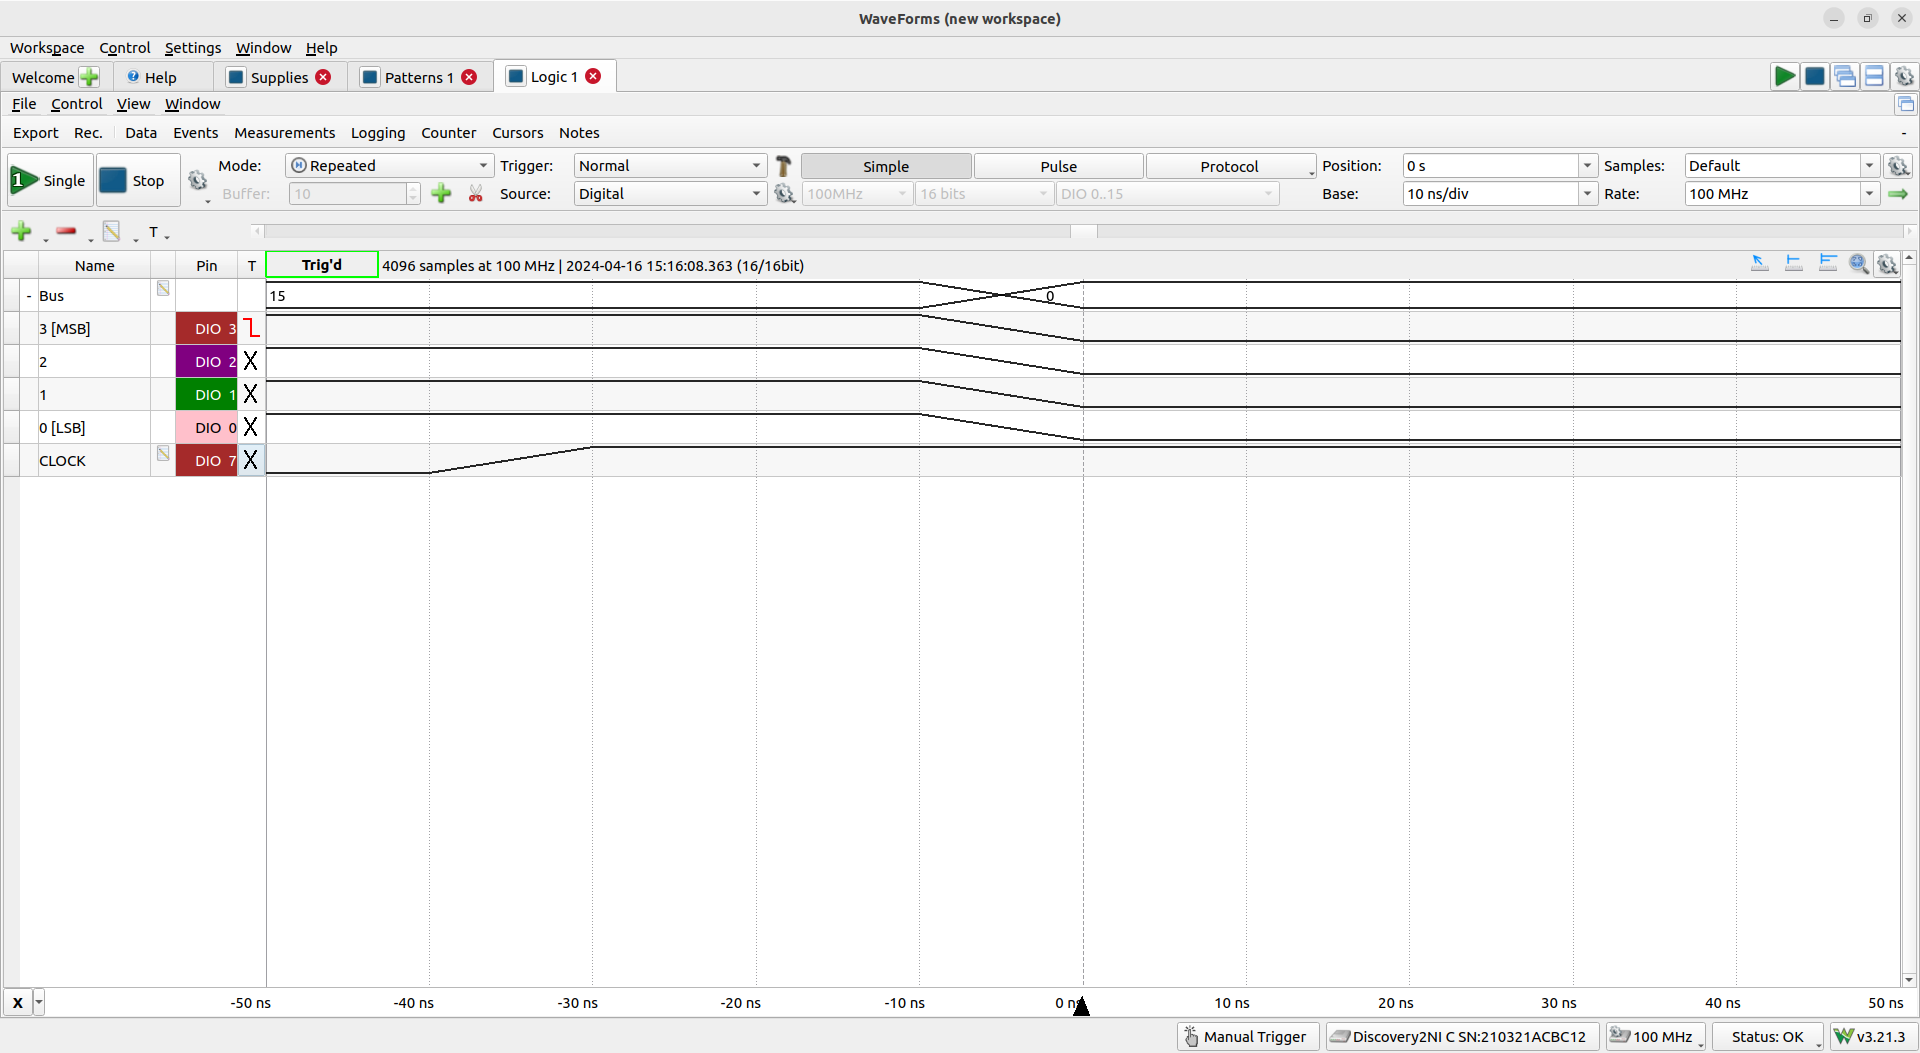 WaveForms (new workspace)
Workspace Control Settings Window Help
Welcome Help Supplies Patterns 1 Logic 1
File Control View Window
Export Rec. Data Events Measurements Logging Counter Cursors Notes -
1 Single Stop Mode: Repeated Trigger: Normal Simple Pulse Protocol Position: 0 s Samples: Default
Buffer: 10 Source: Digital 100MHz 16 bits DIO 0..15 Base: 10 ns/div Rate: 100 MHz
T
Name Pin T Trig'd 4096 samples at 100 MHz | 2024-04-16 15:16:08.363 (16/16bit)
- Bus 15 0
3 [MSB] DIO 3
2 DIO 2 X
1 DIO 1 X
0 [LSB] DIO 0 X
CLOCK DIO 7 X
X -50 ns -40 ns -30 ns -20 ns -10 ns 0 ns 10 ns 20 ns 30 ns 40 ns 50 ns
Manual Trigger Discovery2NI C SN:210321ACBC12 100 MHz Status: OK v3.21.3